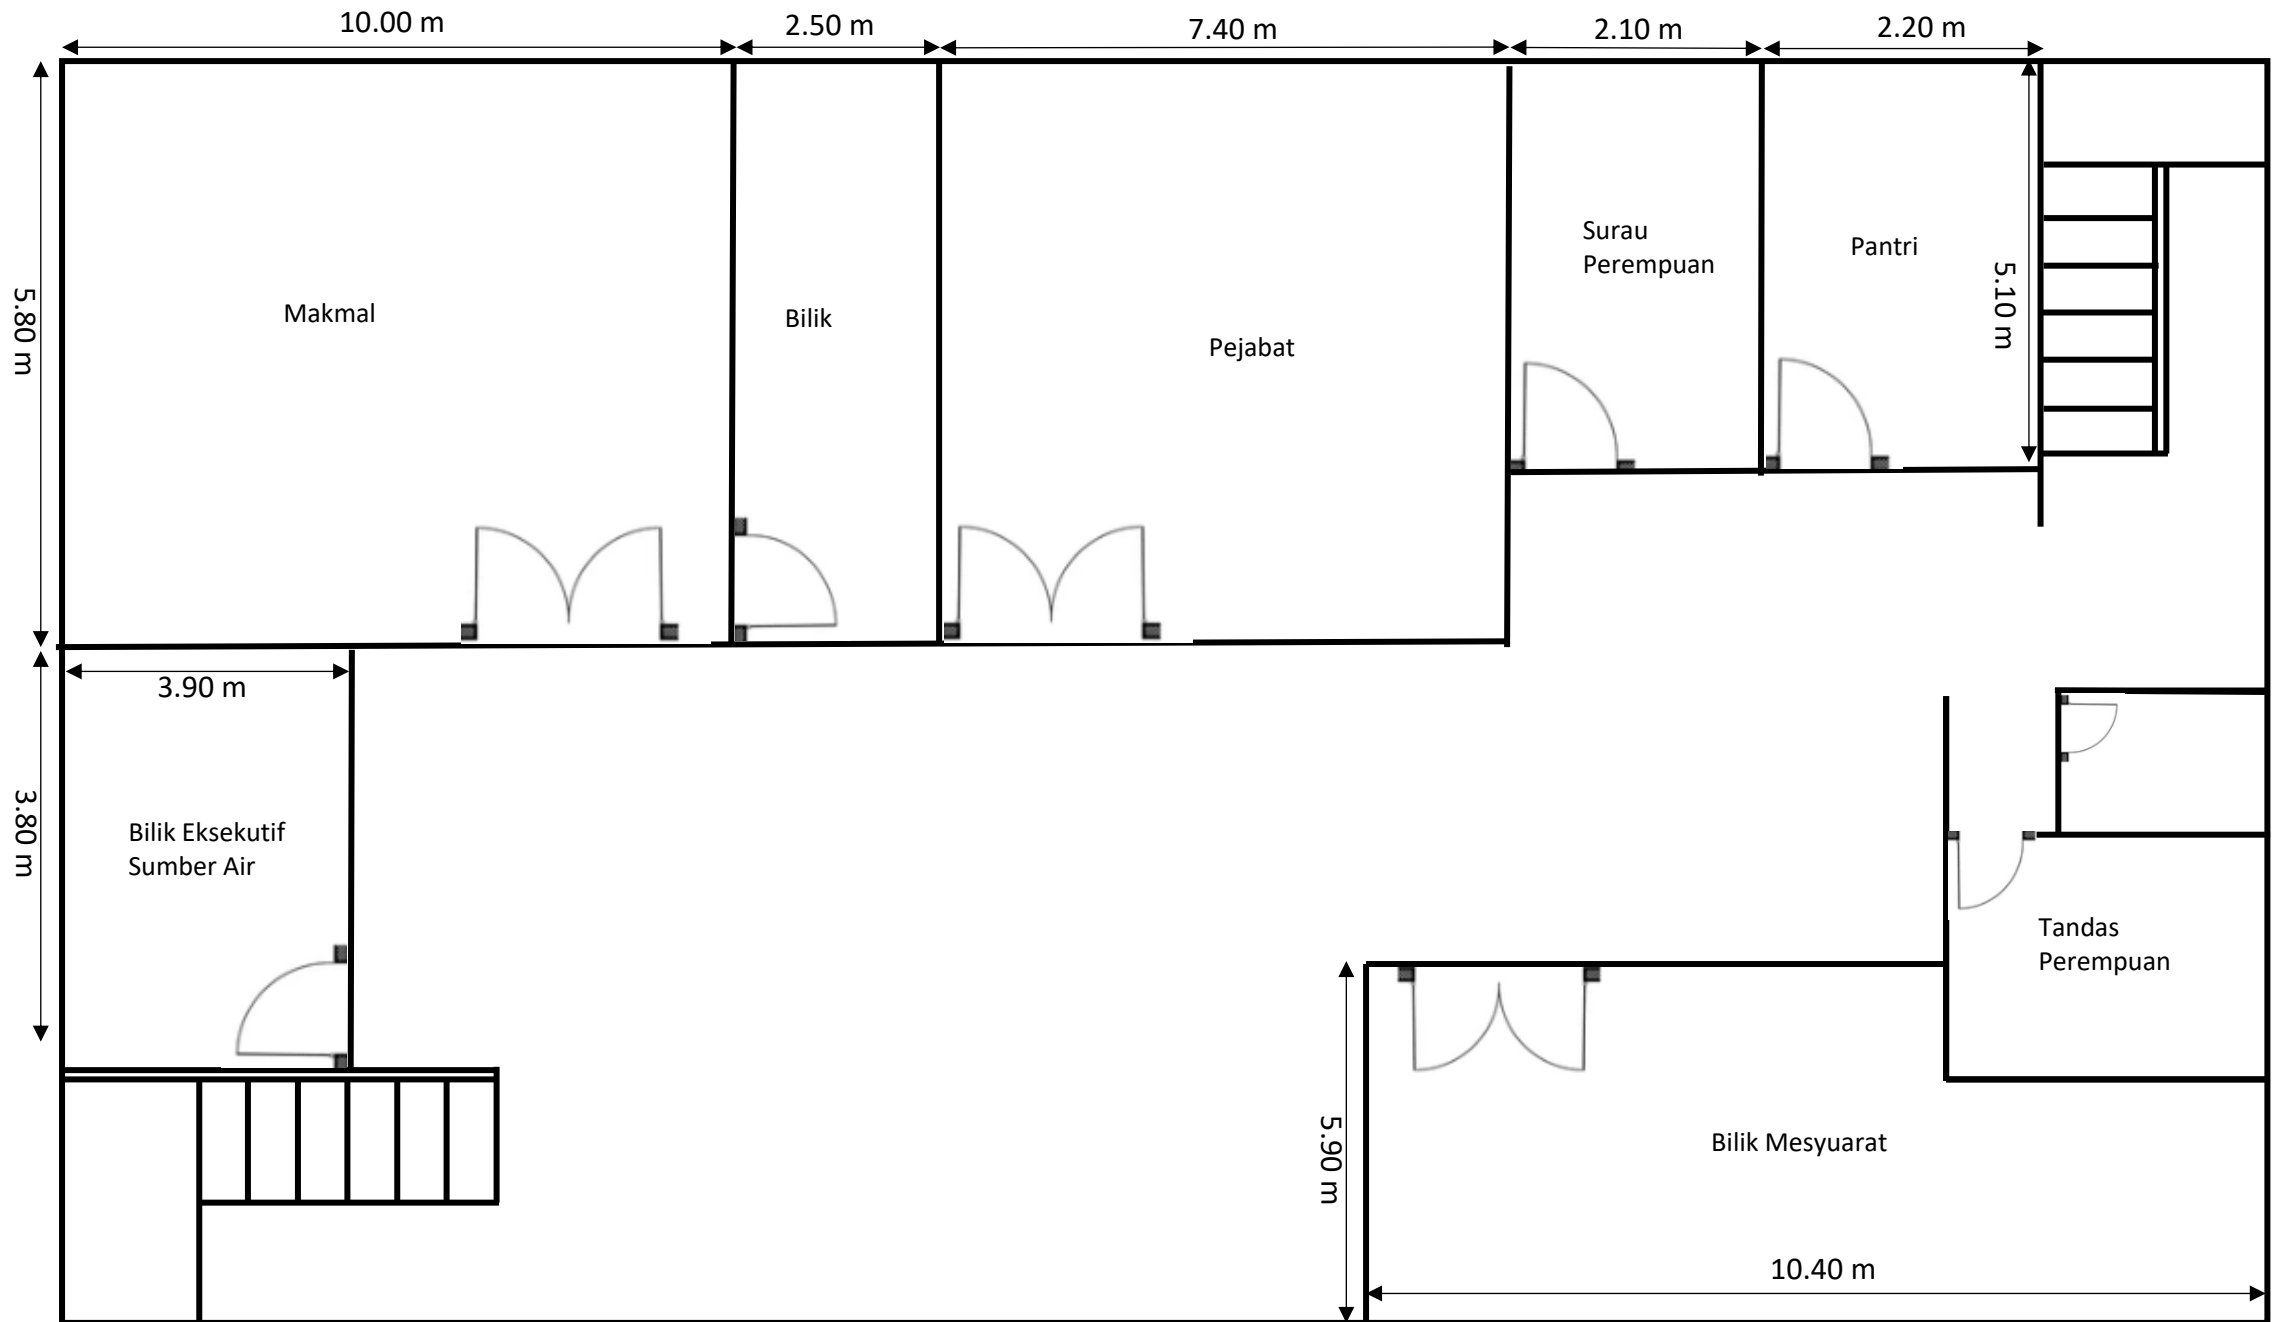 10.00 m
2.50 m
7.40 m
2.10 m
2.20 m
5.80 m
Makmal
Bilik
Pejabat
Surau
Perempuan
Pantri
5.10 m
3.90 m
3.80 m
Bilik Eksekutif
Sumber Air
Tandas
Perempuan
5.90 m
Bilik Mesyuarat
10.40 m